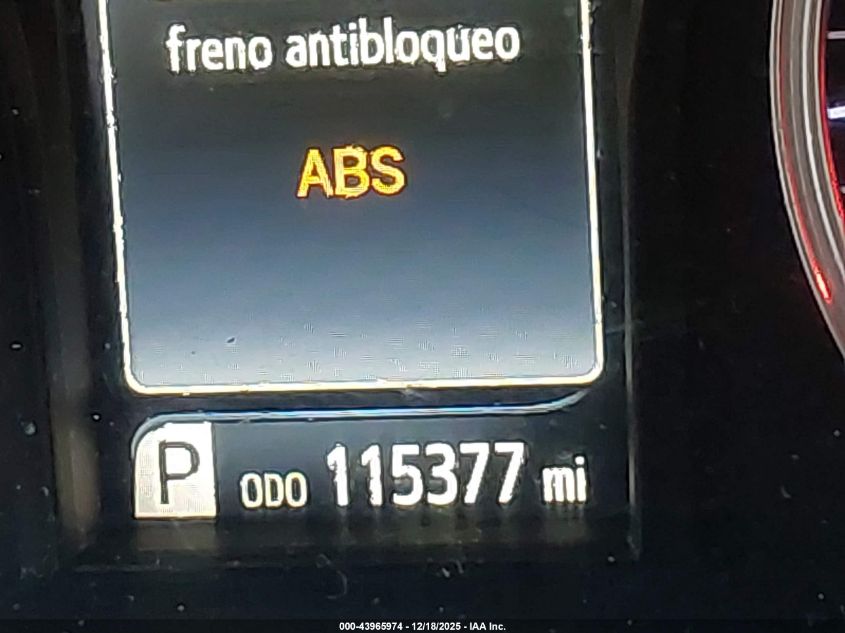 freno antibloqueo
ABS
P ODO 115377 mi
000-43965974 - 12/18/2025 - IAA Inc.